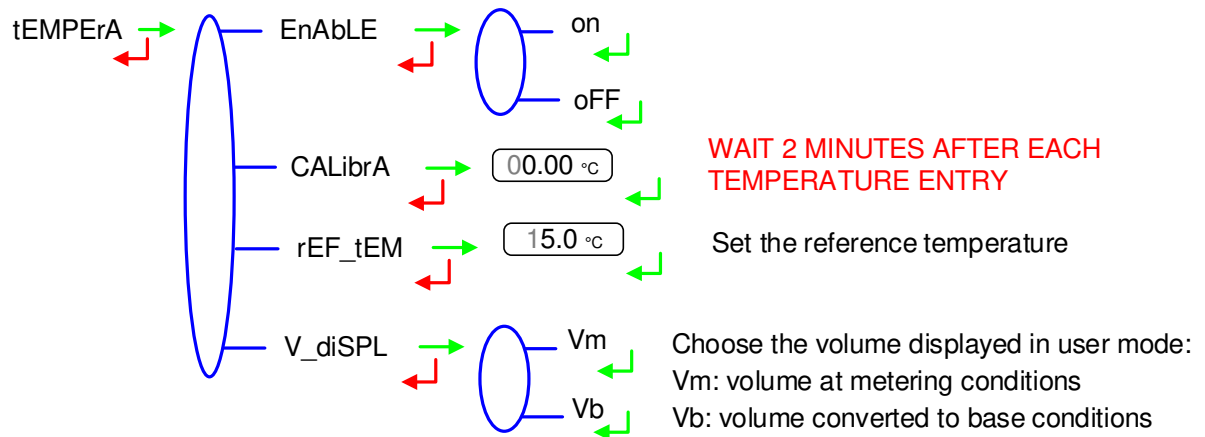 tEMPErA
EnAbLE
on
oFF
CALibrA
00.00 °C
WAIT 2 MINUTES AFTER EACH
TEMPERATURE ENTRY
rEF_tEM
15.0 °C
Set the reference temperature
V_diSPL
Vm
Vb
Choose the volume displayed in user mode:
Vm: volume at metering conditions
Vb: volume converted to base conditions